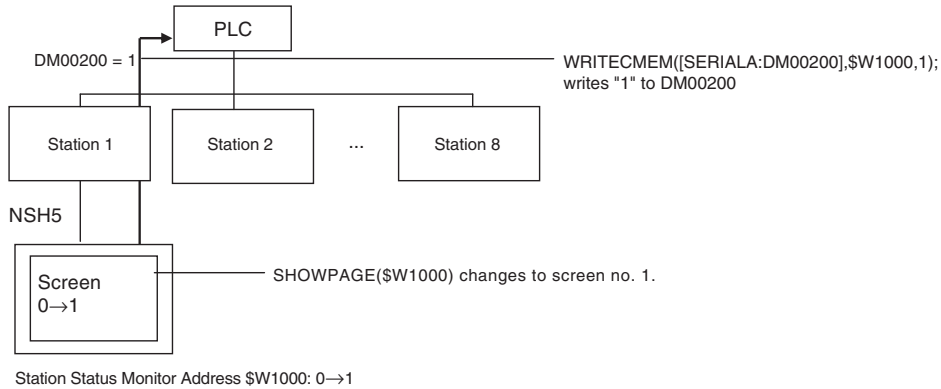 PLC
DM00200 = 1
WRITECMEM([SERIALA:DM00200],$W1000,1);
writes "1" to DM00200
Station 1
Station 2
...
Station 8
NSH5
Screen
0→1
SHOWPAGE($W1000) changes to screen no. 1.
Station Status Monitor Address $W1000: 0→1